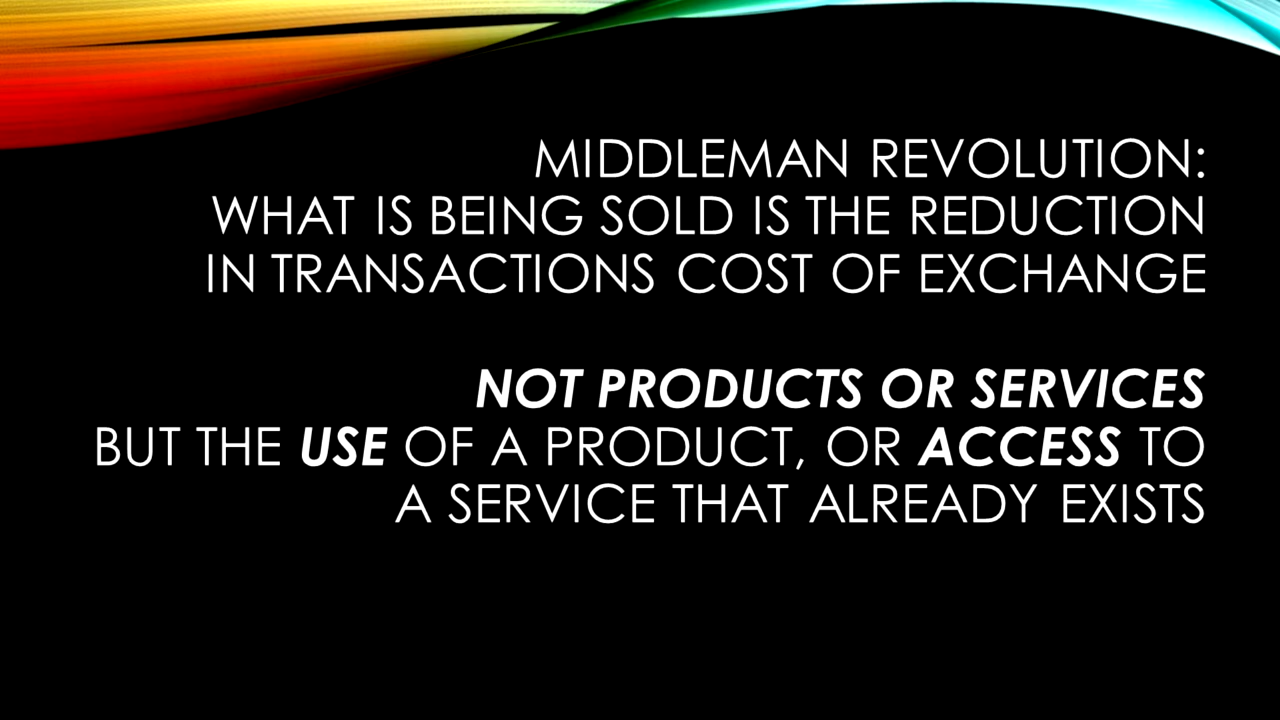 MIDDLEMAN REVOLUTION:
WHAT IS BEING SOLD IS THE REDUCTION
IN TRANSACTIONS COST OF EXCHANGE
NOT PRODUCTS OR SERVICES
BUT THE USE OF A PRODUCT, OR ACCESS TO
A SERVICE THAT ALREADY EXISTS